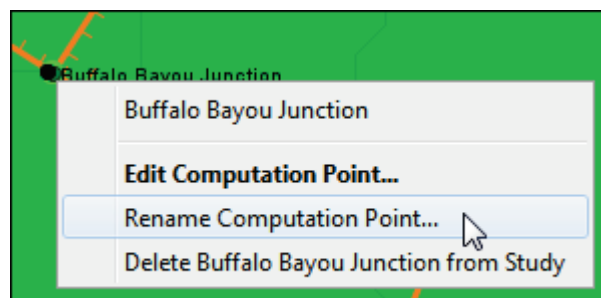 Buffalo Bayou Junction
Buffalo Bayou Junction
Edit Computation Point...
Rename Computation Point...
Delete Buffalo Bayou Junction from Study